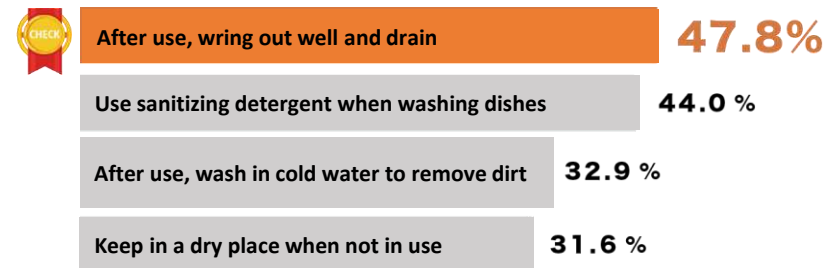 CHECK
After use, wring out well and drain 47.8%
Use sanitizing detergent when washing dishes 44.0 %
After use, wash in cold water to remove dirt 32.9 %
Keep in a dry place when not in use 31.6 %